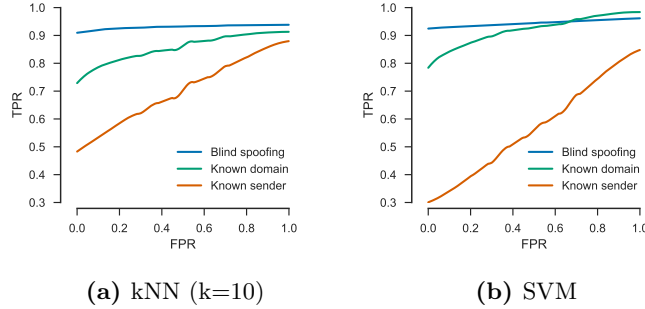 1.0
0.9
0.8
0.7
0.6
0.5
0.4
0.3
TPR
Blind spoofing
Known domain
Known sender
0.0 0.2 0.4 0.6 0.8 1.0
FPR
(a) kNN (k=10)
1.0
0.9
0.8
0.7
0.6
0.5
0.4
0.3
TPR
Blind spoofing
Known domain
Known sender
0.0 0.2 0.4 0.6 0.8 1.0
FPR
(b) SVM